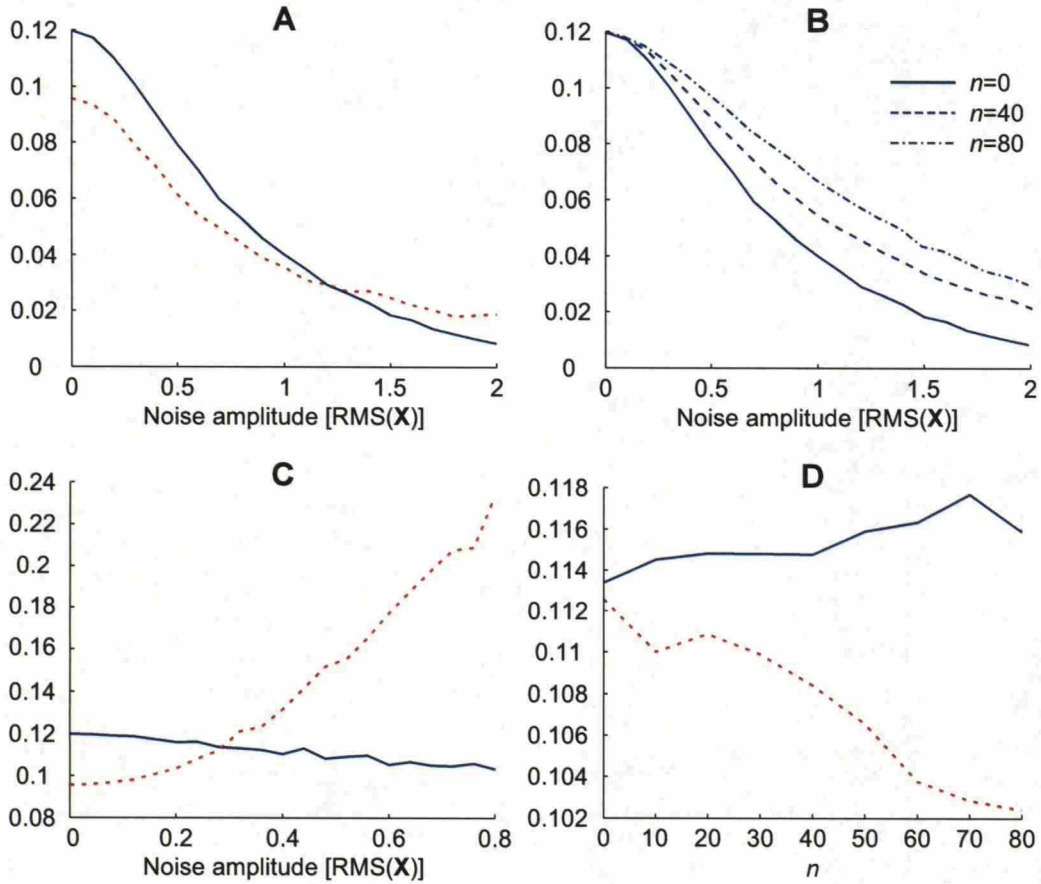 A
0.12
0.1
0.08
0.06
0.04
0.02
0
0 0.5 1 1.5 2
Noise amplitude [RMS(X)]
B
0.12
0.1
0.08
0.06
0.04
0.02
0
n=0
n=40
n=80
0 0.5 1 1.5 2
Noise amplitude [RMS(X)]
C
0.24
0.22
0.2
0.18
0.16
0.14
0.12
0.1
0.08
0 0.2 0.4 0.6 0.8
Noise amplitude [RMS(X)]
D
0.118
0.116
0.114
0.112
0.11
0.108
0.106
0.104
0.102
0 10 20 30 40 50 60 70 80
n